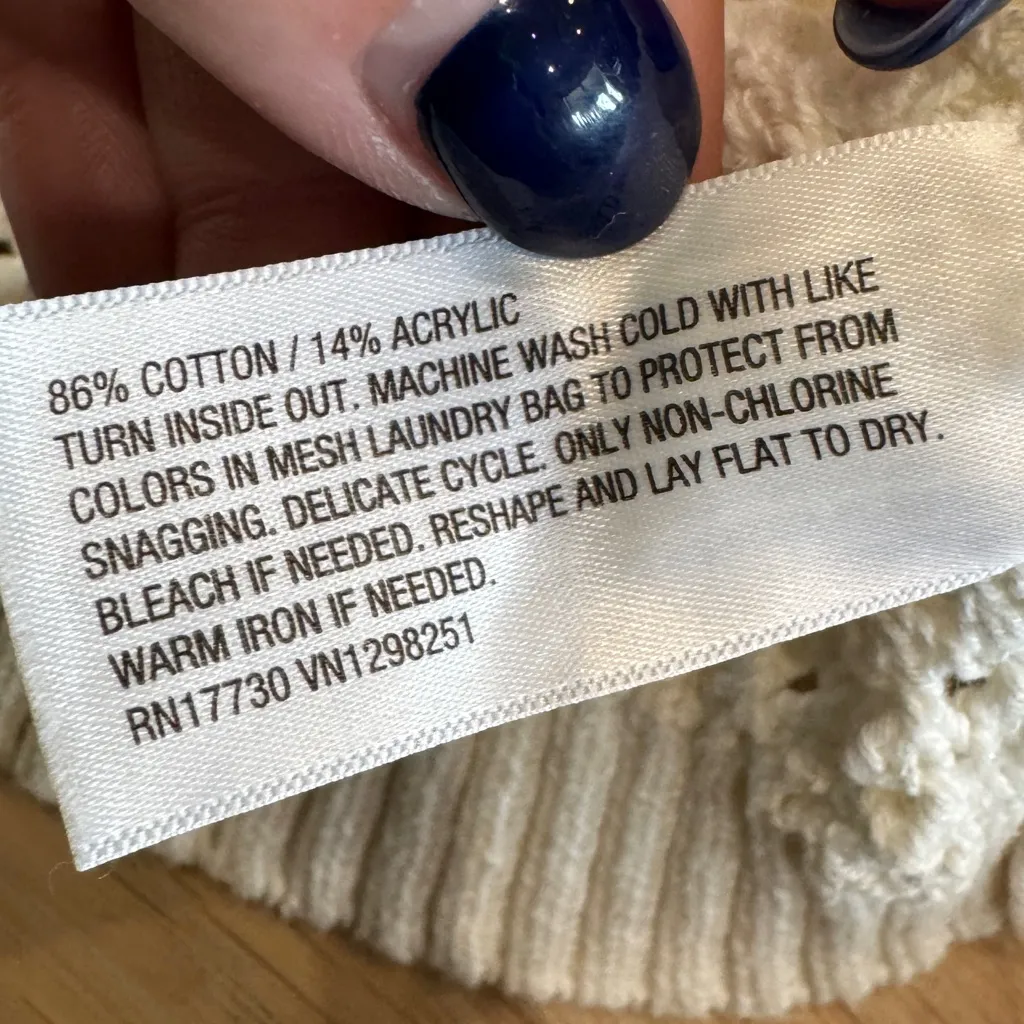 86% COTTON / 14% ACRYLIC
TURN INSIDE OUT. MACHINE WASH COLD WITH LIKE
COLORS IN MESH LAUNDRY BAG TO PROTECT FROM
SNAGGING. DELICATE CYCLE. ONLY NON-CHLORINE
BLEACH IF NEEDED. RESHAPE AND LAY FLAT TO DRY.
WARM IRON IF NEEDED.
RN17730 VN1298251